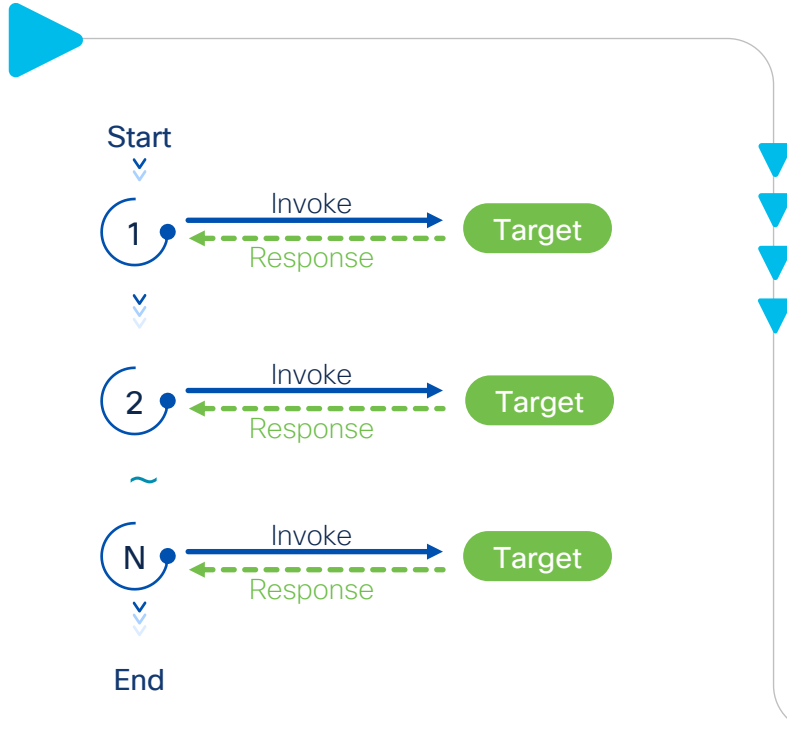 Start
1
Invoke
Response
Target
2
Invoke
Response
Target
~
N
Invoke
Response
Target
End